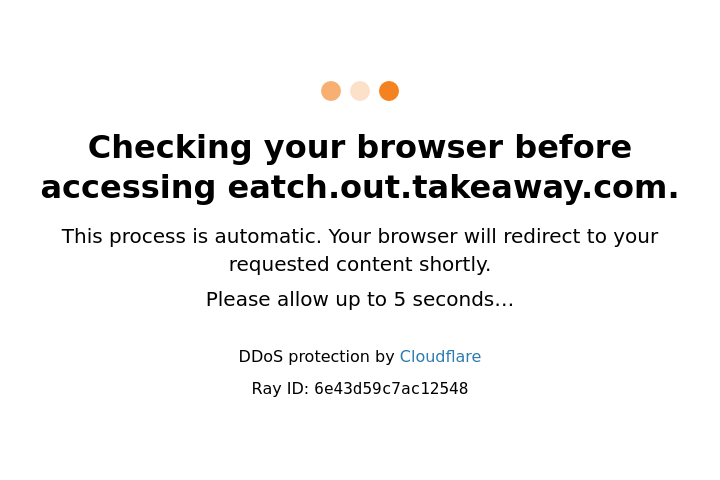 Checking your browser before
accessing eatch.out.takeaway.com.
This process is automatic. Your browser will redirect to your
requested content shortly.
Please allow up to 5 seconds…
DDoS protection by Cloudflare
Ray ID: 6e43d59c7ac12548